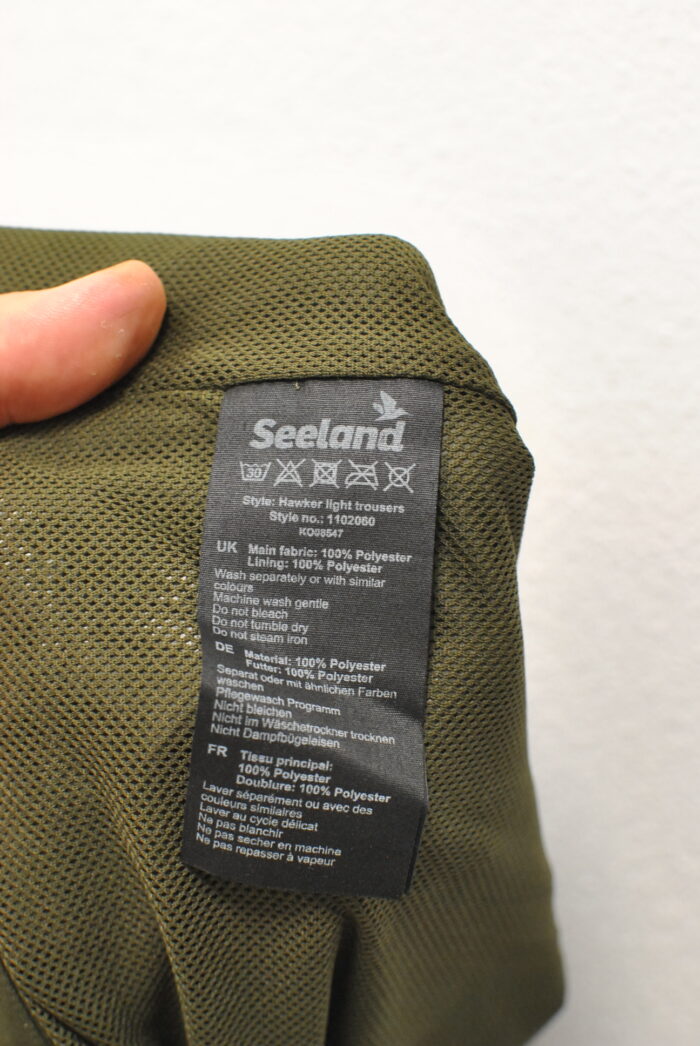 Seeland
30
Style: Hawker light trousers
Style no.: 1102060
KO08547
UK Main fabric: 100% Polyester
Lining: 100% Polyester
Wash separately or with similar
colours
Machine wash gentle
Do not bleach
Do not tumble dry
Do not steam iron
DE Material: 100% Polyester
Futter: 100% Polyester
Separat oder mit ähnlichen Farben
waschen
Pflegewasch Programm
Nicht bleichen
Nicht im Wäschetrockner trocknen
Nicht Dampfbügeleisen
FR Tissu principal:
100% Polyester
Doublure: 100% Polyester
Laver séparément ou avec des
couleurs similaires
Laver au cycle délicat
Ne pas blanchir
Ne pas secher en machine
Ne pas repasser à vapeur